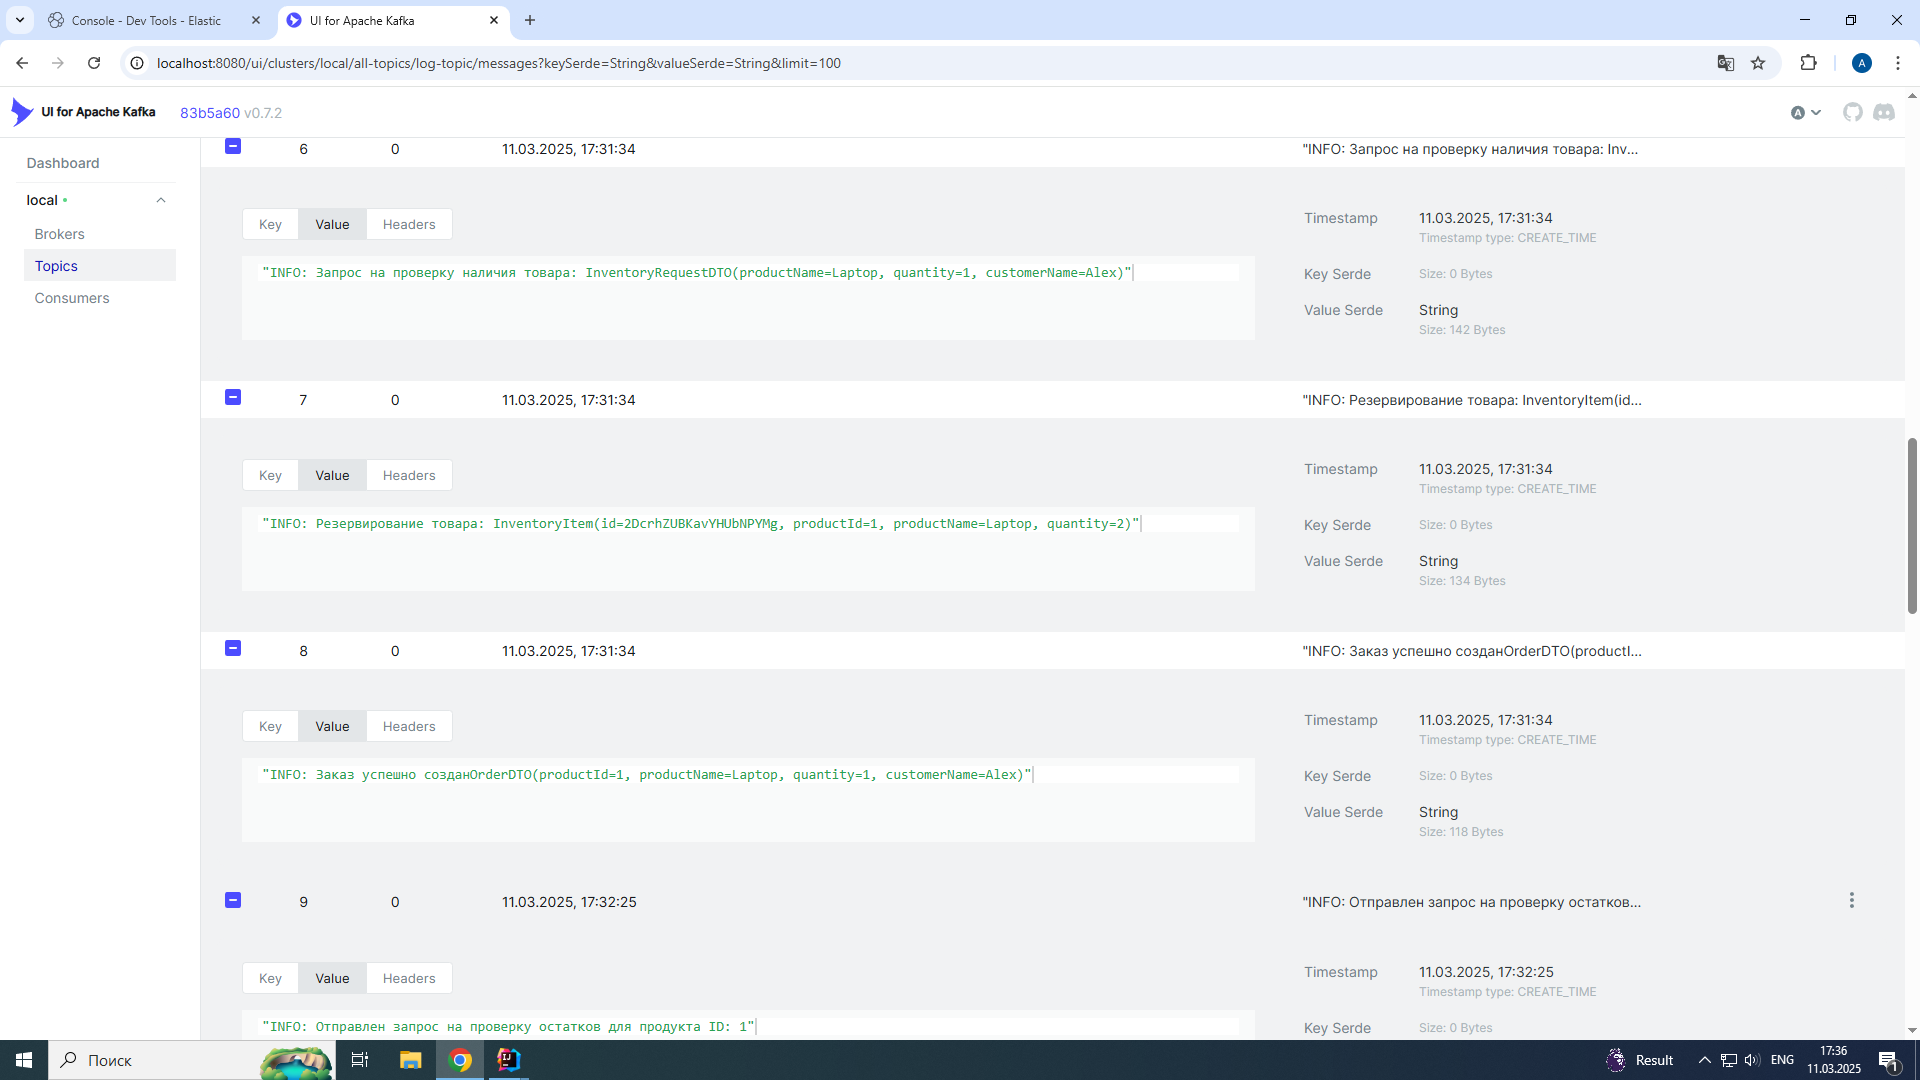 Console - Dev Tools - Elastic
UI for Apache Kafka
localhost:8080/ui/clusters/local/all-topics/log-topic/messages?keySerde=String&valueSerde=String&limit=100
A
UI for Apache Kafka
83b5a60 v0.7.2
A
Dashboard
local
Brokers
Topics
Consumers
6 0 11.03.2025, 17:31:34 "INFO: Запрос на проверку наличия товара: Inv...
Key Value Headers
"INFO: Запрос на проверку наличия товара: InventoryRequestDTO(productName=Laptop, quantity=1, customerName=Alex)"
Timestamp 11.03.2025, 17:31:34
Timestamp type: CREATE_TIME
Key Serde Size: 0 Bytes
Value Serde String
Size: 142 Bytes
7 0 11.03.2025, 17:31:34 "INFO: Резервирование товара: InventoryItem(id...
Key Value Headers
"INFO: Резервирование товара: InventoryItem(id=2DcrhZUBKavYHUbNPYMg, productId=1, productName=Laptop, quantity=2)"
Timestamp 11.03.2025, 17:31:34
Timestamp type: CREATE_TIME
Key Serde Size: 0 Bytes
Value Serde String
Size: 134 Bytes
8 0 11.03.2025, 17:31:34 "INFO: Заказ успешно созданOrderDTO(productI...
Key Value Headers
"INFO: Заказ успешно созданOrderDTO(productId=1, productName=Laptop, quantity=1, customerName=Alex)"
Timestamp 11.03.2025, 17:31:34
Timestamp type: CREATE_TIME
Key Serde Size: 0 Bytes
Value Serde String
Size: 118 Bytes
9 0 11.03.2025, 17:32:25 "INFO: Отправлен запрос на проверку остатков...
Key Value Headers
"INFO: Отправлен запрос на проверку остатков для продукта ID: 1"
Timestamp 11.03.2025, 17:32:25
Timestamp type: CREATE_TIME
Key Serde Size: 0 Bytes
Поиск
IJ
Result
ENG
17:36
11.03.2025
1